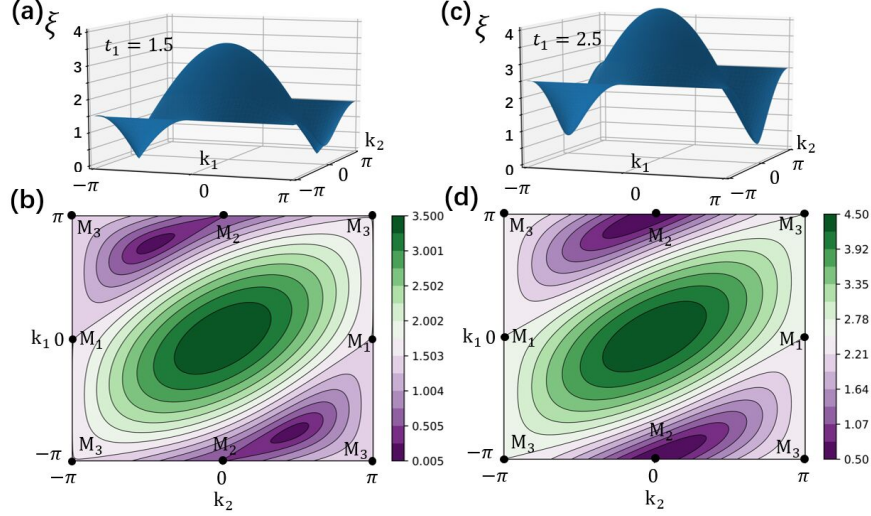 (a)
ξ
4
3
2
1
0
t₁ = 1.5
k₁
k₂
−π
0
π
−π
0
π
(c)
ξ
4
3
2
1
0
t₁ = 2.5
k₁
k₂
−π
0
π
−π
0
π
(b)
π
k₁ 0
−π
M₃
M₂
M₃
M₁
M₁
M₃
M₂
M₃
−π
0
π
k₂
3.500
3.001
2.502
2.002
1.503
1.004
0.505
0.005
(d)
π
k₁ 0
−π
M₃
M₂
M₃
M₁
M₁
M₃
M₂
M₃
−π
0
π
k₂
4.50
3.92
3.35
2.78
2.21
1.64
1.07
0.50